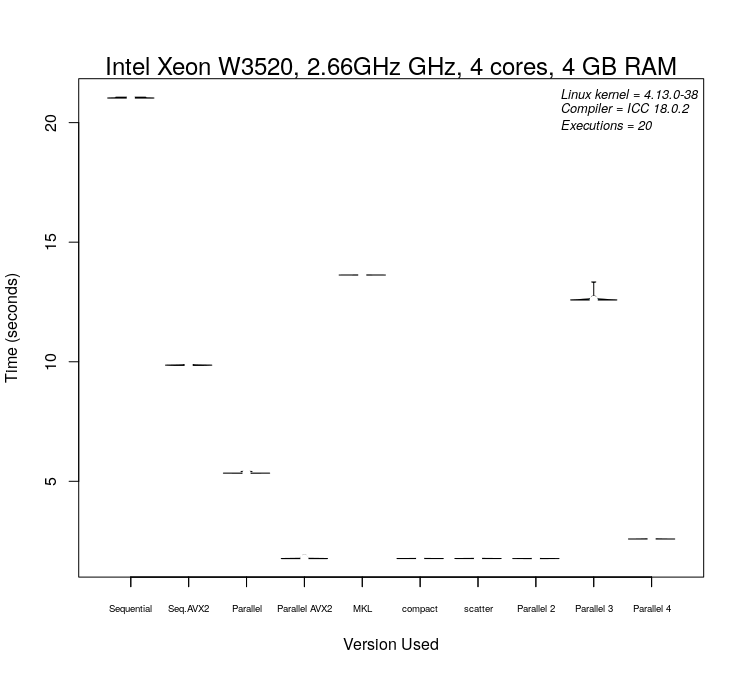 Intel Xeon W3520, 2.66GHz GHz, 4 cores, 4 GB RAM
Linux kernel = 4.13.0-38
Compiler = ICC 18.0.2
Executions = 20
Time (seconds)
20
15
10
5
Sequential Seq.AVX2 Parallel Parallel AVX2 MKL compact scatter Parallel 2 Parallel 3 Parallel 4
Version Used